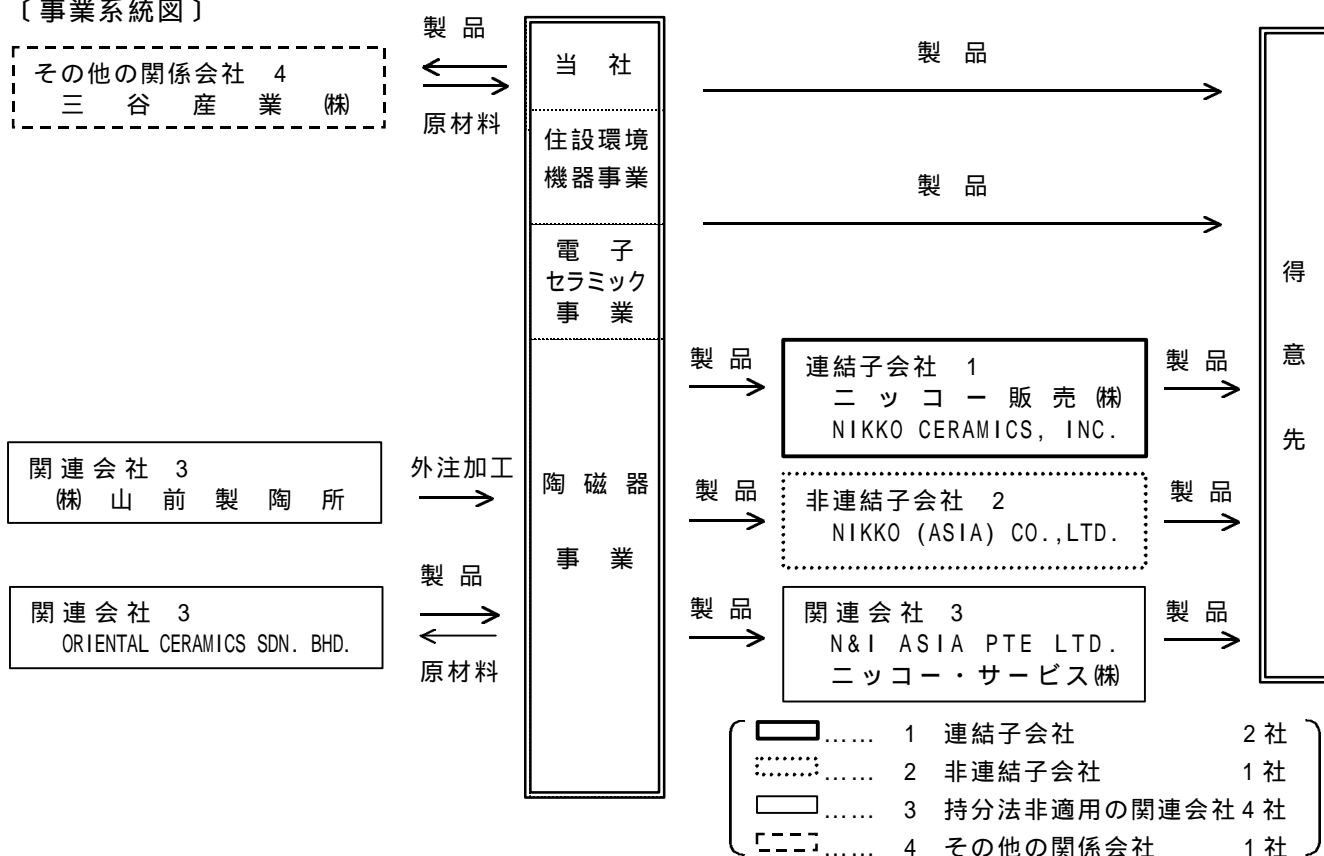 〔事業系統図〕
その他の関係会社 4
三谷産業㈱
製品
原材料
当社
住設環境
機器事業
電子
セラミック
事業
陶磁器
事業
製品
製品
関連会社 3
㈱山前製陶所
外注加工
関連会社 3
ORIENTAL CERAMICS SDN. BHD.
製品
原材料
製品
連結子会社 1
ニッコー販売㈱
NIKKO CERAMICS, INC.
製品
製品
非連結子会社 2
NIKKO (ASIA) CO.,LTD.
製品
製品
関連会社 3
N&I ASIA PTE LTD.
ニッコー・サービス㈱
製品
得意先
...... 1 連結子会社 2社
...... 2 非連結子会社 1社
...... 3 持分法非適用の関連会社 4社
...... 4 その他の関係会社 1社